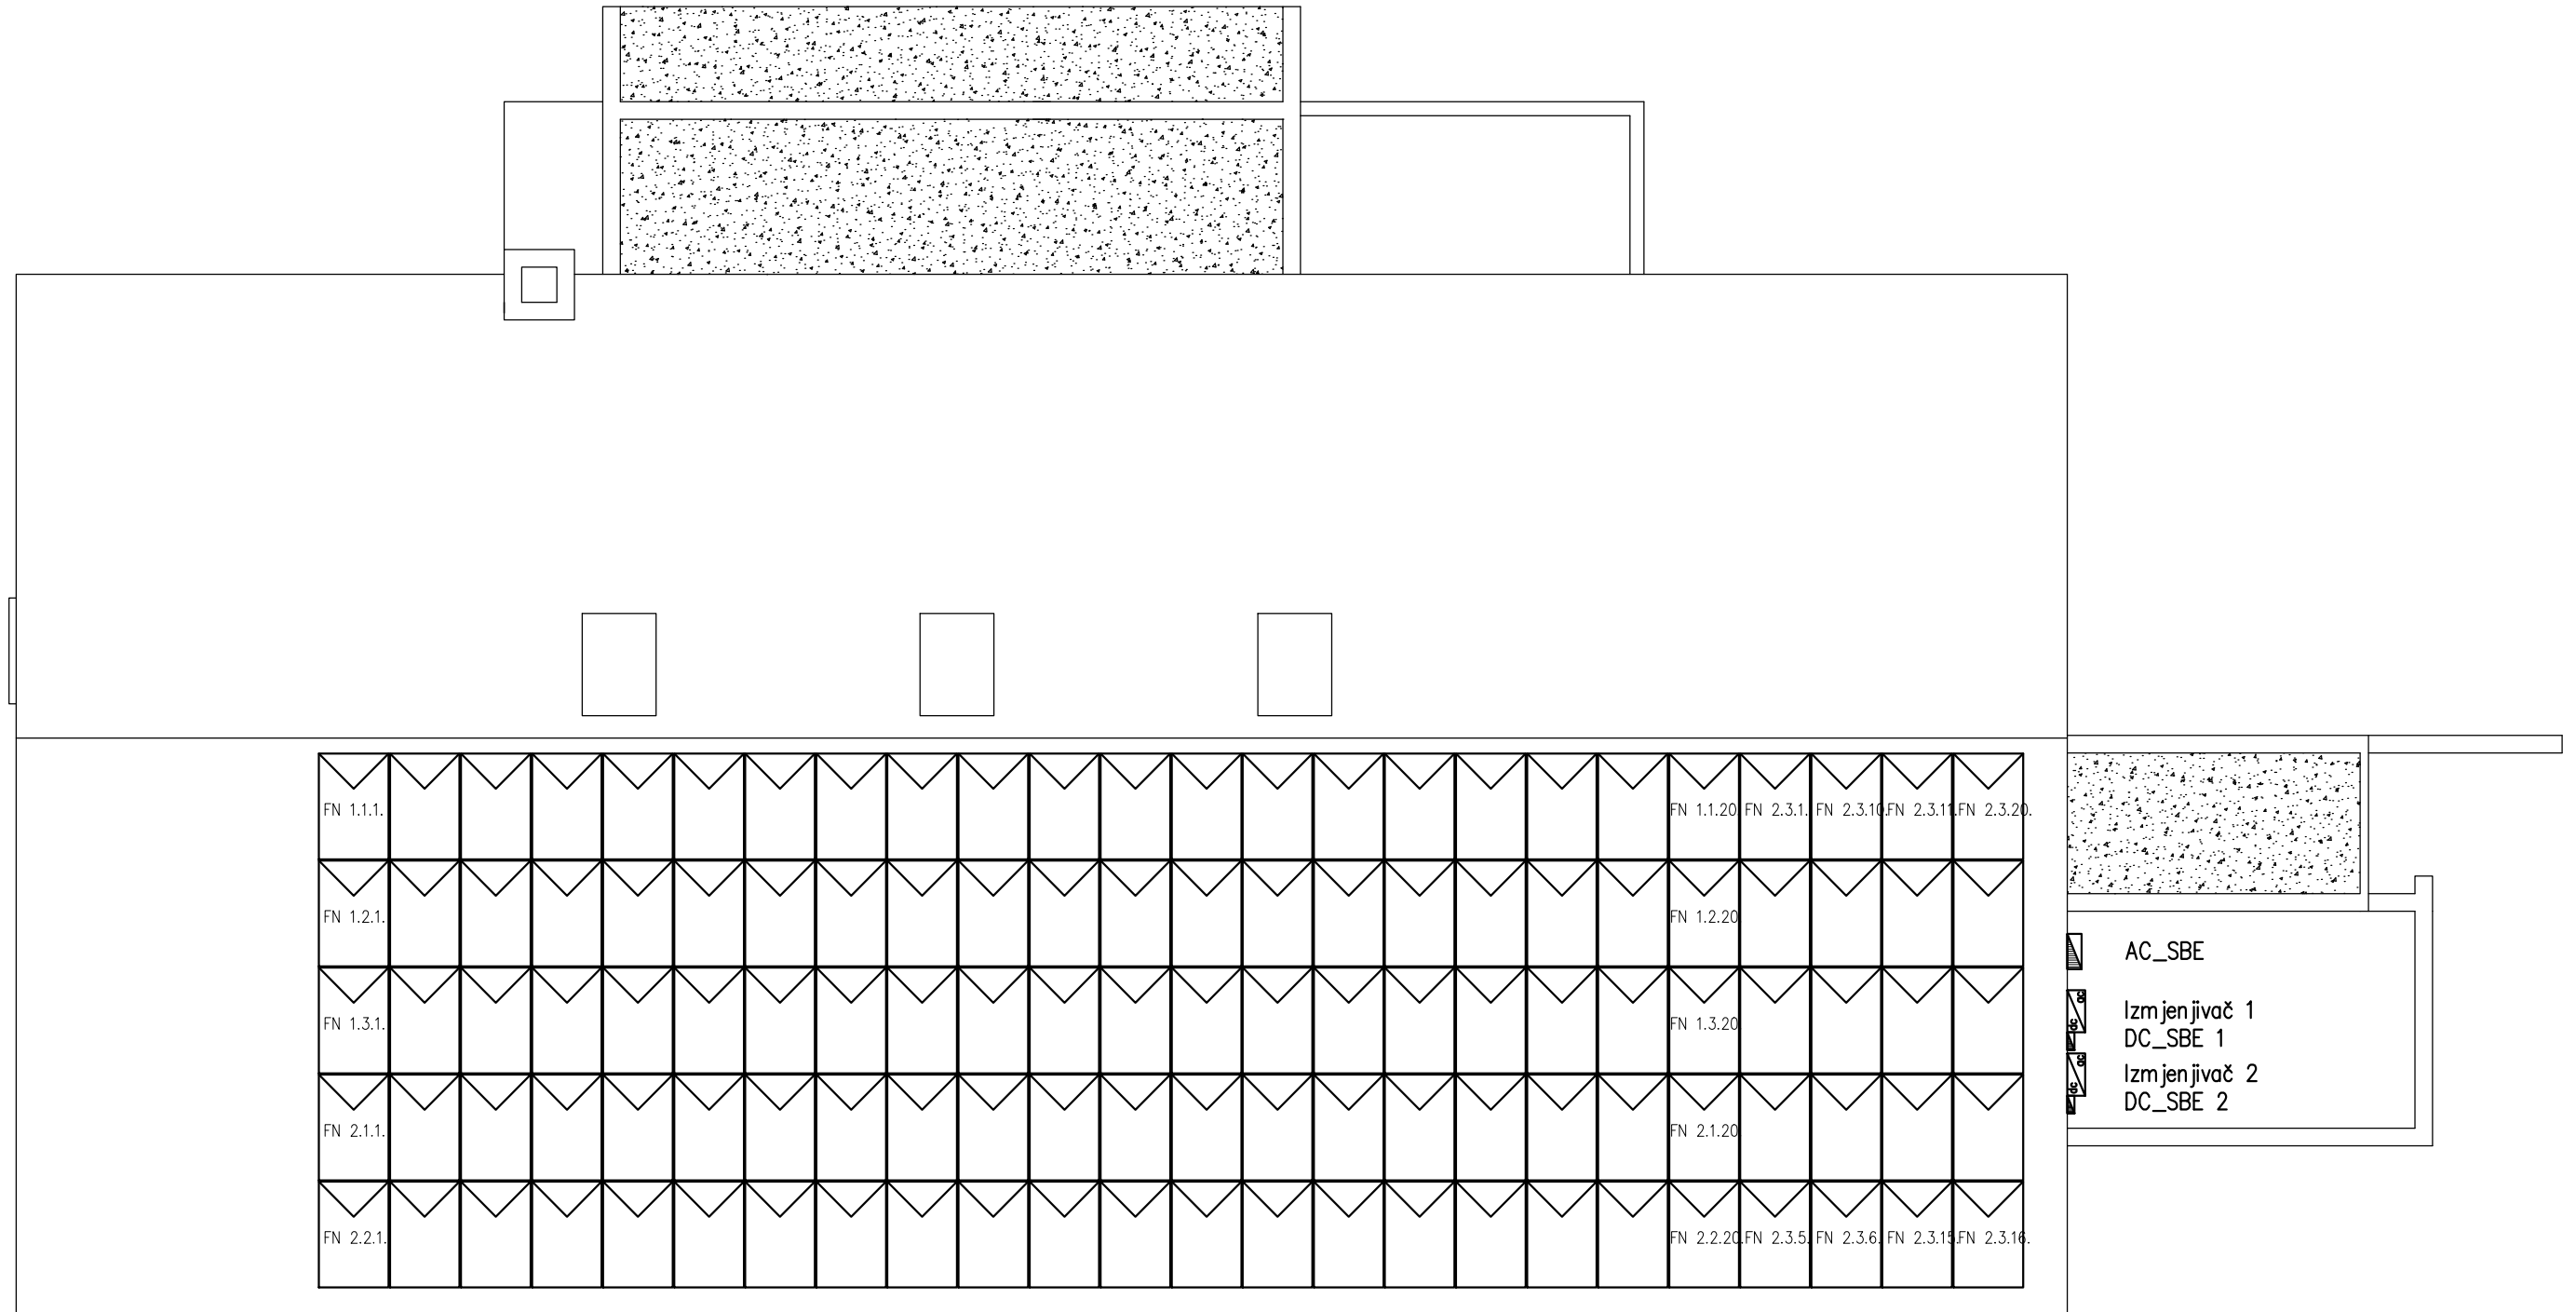 FN 1.1.1. FN 1.1.20. FN 2.3.1. FN 2.3.10. FN 2.3.11. FN 2.3.20.
FN 1.2.1. FN 1.2.20.
AC_SBE
FN 1.3.1. FN 1.3.20.
ac
dc
Izmjenjivač 1
DC_SBE 1
ac
dc
Izmjenjivač 2
DC_SBE 2
FN 2.1.1. FN 2.1.20.
FN 2.2.1. FN 2.2.20. FN 2.3.5. FN 2.3.6. FN 2.3.15. FN 2.3.16.